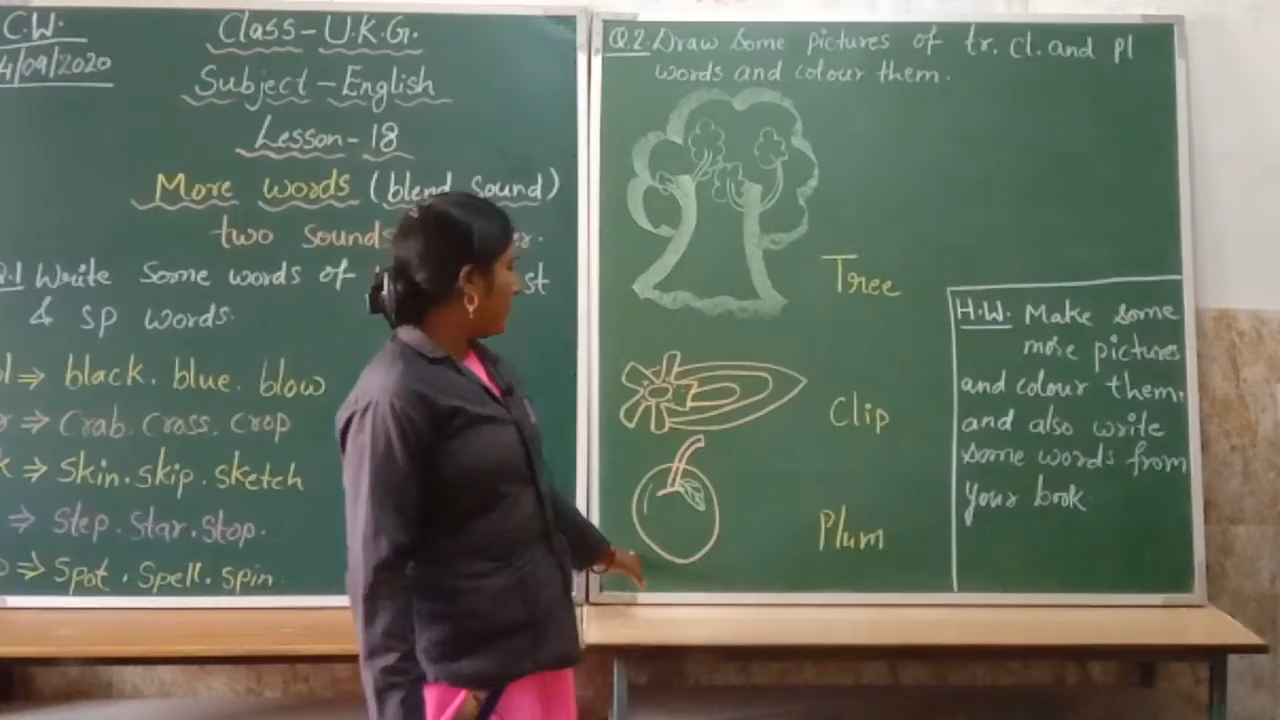 C.W.
4/09/2020
Class - U.K.G.
Subject - English
Lesson - 18
More words (blend sound)
two sounds
Q.1 Write Some words of st
& sp words.
l ⇒ black. blue. blow
r ⇒ Crab. Cross. Crop
k ⇒ Skin. skip. sketch
⇒ Step. Star. Stop.
p ⇒ Spot. Spell. Spin.
Q.2. Draw Some pictures of tr. cl. and pl
words and colour them.
Tree
Clip
Plum
H.W. Make some
more pictures
and colour them.
and also write
some words from
your book.